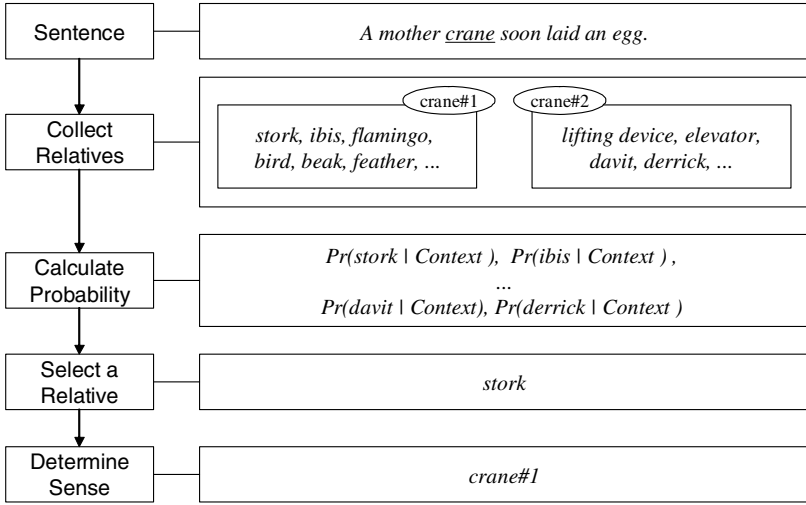 Sentence
A mother crane soon laid an egg.
Collect
Relatives
crane#1
stork, ibis, flamingo,
bird, beak, feather, ...
crane#2
lifting device, elevator,
davit, derrick, ...
Calculate
Probability
Pr(stork | Context ), Pr(ibis | Context ) ,
...
Pr(davit | Context), Pr(derrick | Context )
Select a
Relative
stork
Determine
Sense
crane#1